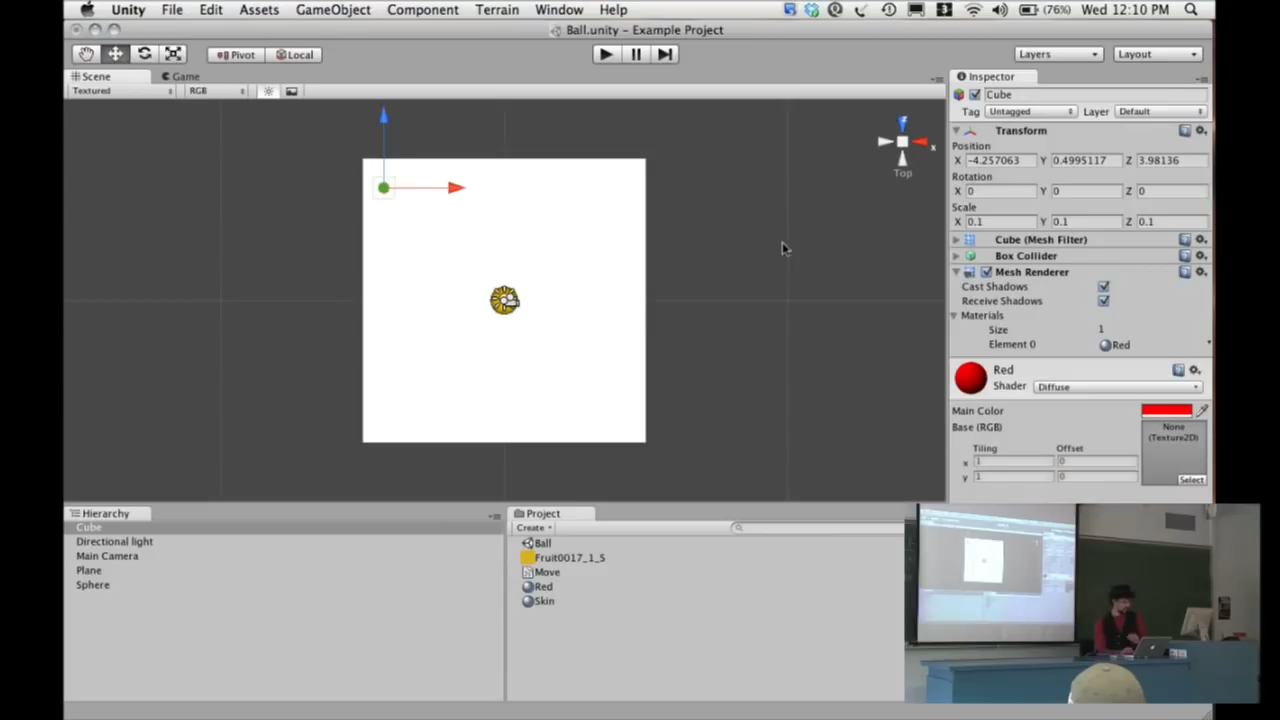 Unity File Edit Assets GameObject Component Terrain Window Help (76%) Wed 12:10 PM
Ball.unity - Example Project
Pivot Local Layers Layout
Scene Game Inspector
Textured RGB
Cube
Tag Untagged Layer Default
Transform
Position
X -4.257063 Y 0.4995117 Z 3.98136
Rotation
X 0 Y 0 Z 0
Scale
X 0.1 Y 0.1 Z 0.1
Cube (Mesh Filter)
Box Collider
Mesh Renderer
Cast Shadows
Receive Shadows
Materials
Size 1
Element 0 Red
Red
Shader Diffuse
Main Color
Base (RGB)
None
(Texture2D)
Tiling Offset
x 1 0
y 1 0
Select
x
Top
Hierarchy
Cube
Directional light
Main Camera
Plane
Sphere
Project
Create
Ball
Fruit0017_1_S
Move
Red
Skin